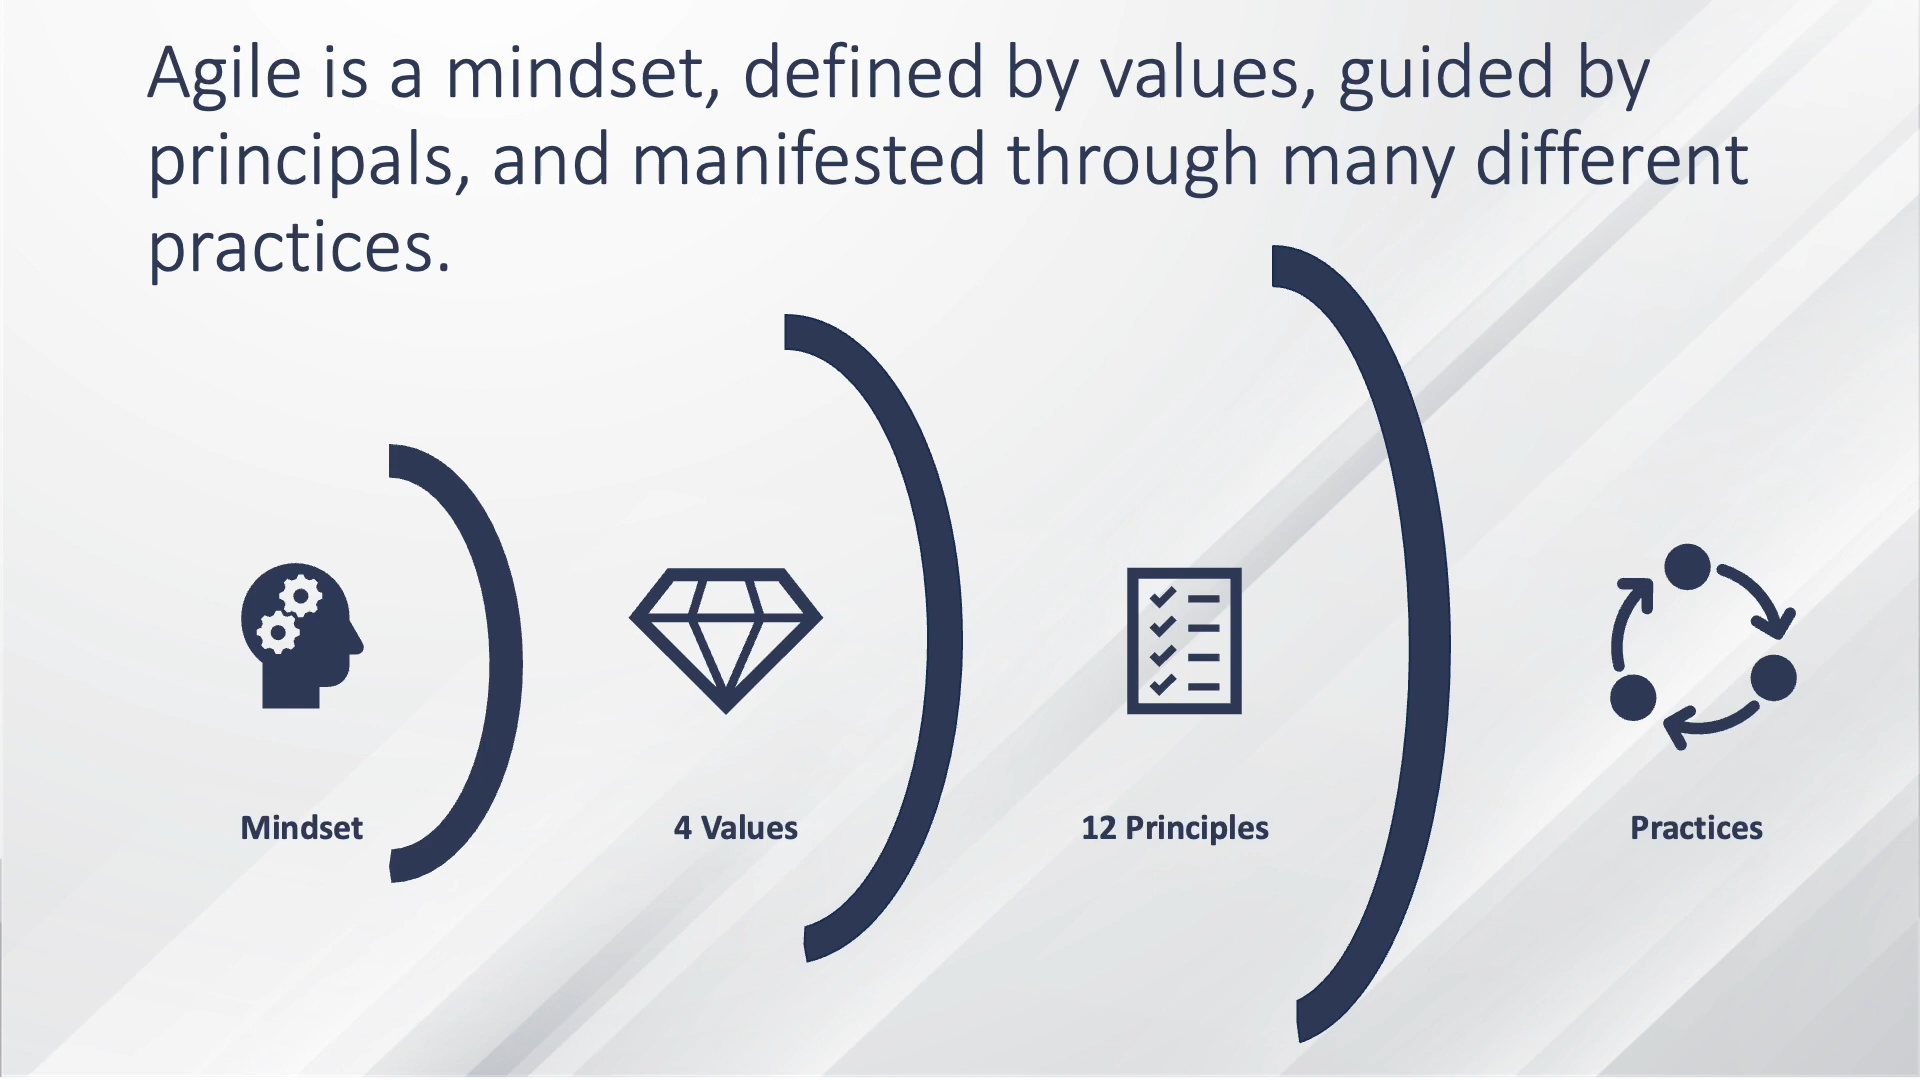 Agile is a mindset, defined by values, guided by
principals, and manifested through many different
practices.
Mindset
4 Values
12 Principles
Practices